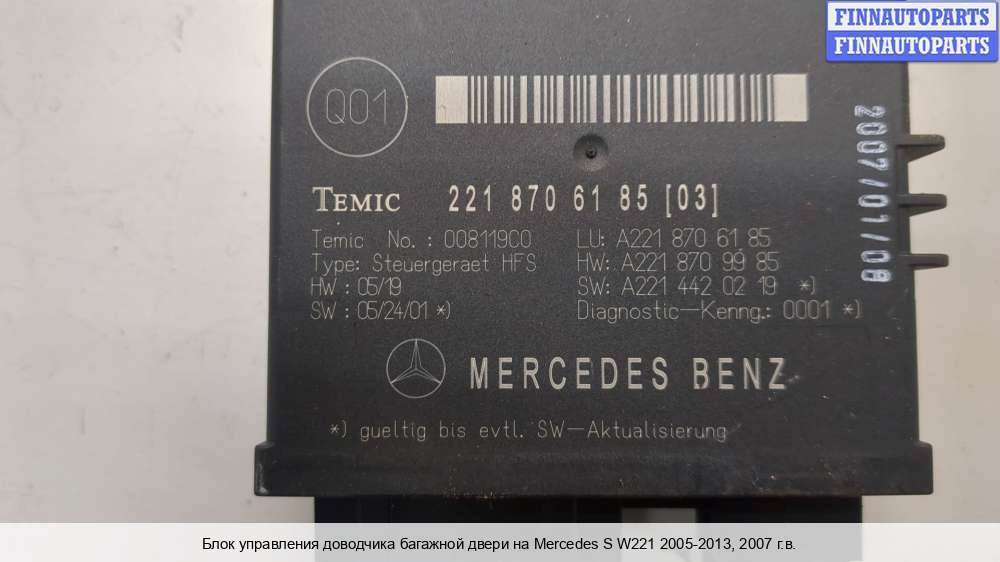 FINNAUTOPARTS
FINNAUTOPARTS
Q01
2007/01/08
TEMIC 221 870 61 85 [03]
Temic No.: 00811900
Type: Steuergeraet HFS
HW : 05/19
SW : 05/24/01 *)
LU: A221 870 61 85
HW: A221 870 99 85
SW: A221 442 02 19 *)
Diagnostic-Kenng.: 0001 *)
MERCEDES BENZ
*) gueltig bis evtl. SW-Aktualisierung
Блок управления доводчика багажной двери на Mercedes S W221 2005-2013, 2007 г.в.